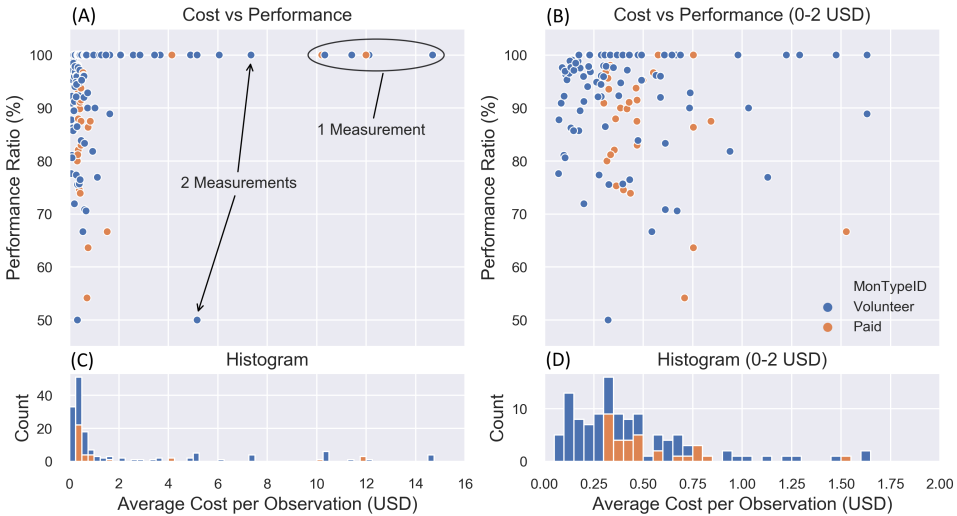 (A) Cost vs Performance
(B) Cost vs Performance (0-2 USD)
Performance Ratio (%)
100
90
80
70
60
50
1 Measurement
2 Measurements
Performance Ratio (%)
100
90
80
70
60
50
MonTypeID
Volunteer
Paid
(C) Histogram
(D) Histogram (0-2 USD)
Count
40
20
0
0 2 4 6 8 10 12 14 16
Average Cost per Observation (USD)
Count
10
0
0.00 0.25 0.50 0.75 1.00 1.25 1.50 1.75 2.00
Average Cost per Observation (USD)